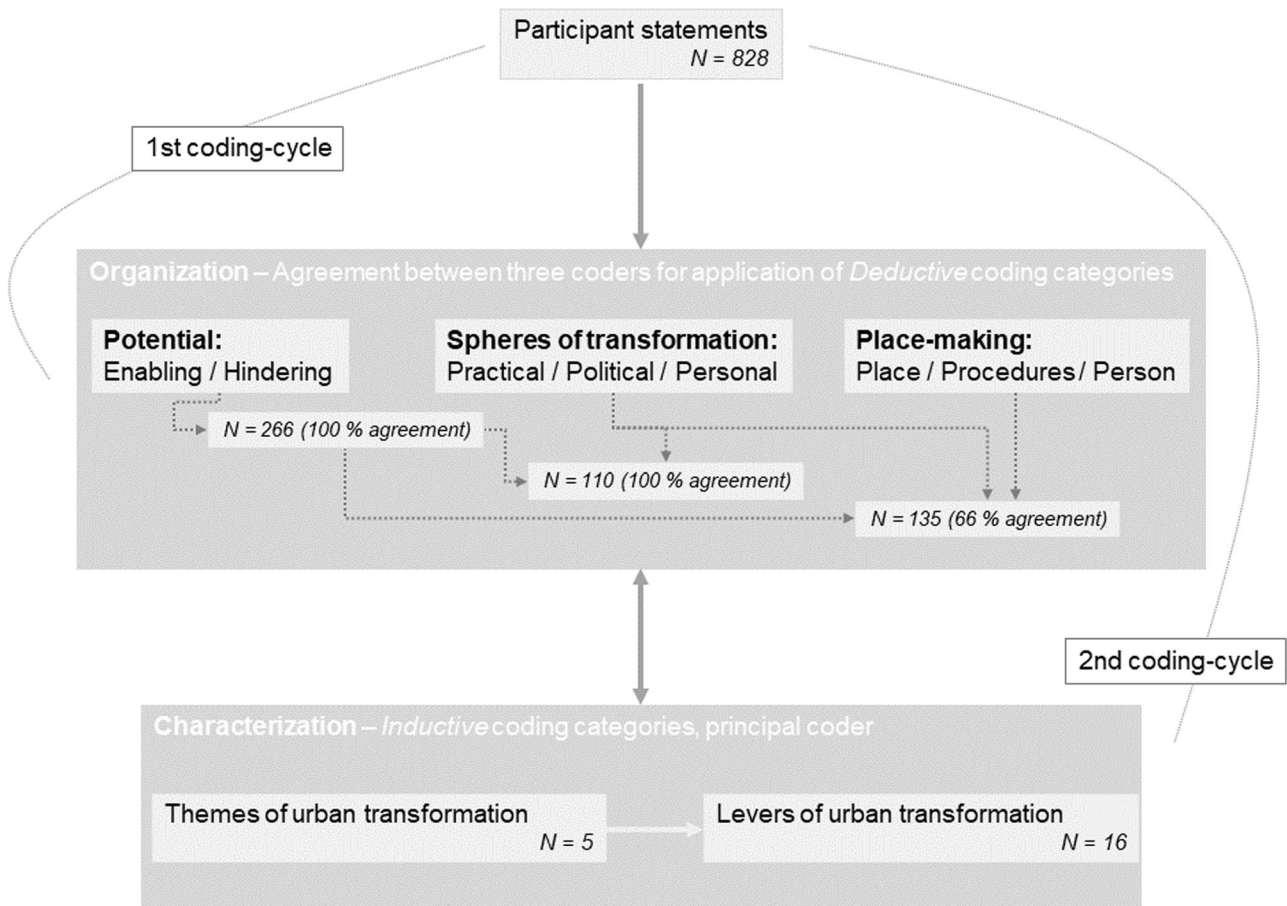 Participant statements
N = 828
1st coding-cycle
Organization – Agreement between three coders for application of Deductive coding categories
Potential:
Enabling / Hindering
Spheres of transformation:
Practical / Political / Personal
Place-making:
Place / Procedures / Person
N = 266 (100 % agreement)
N = 110 (100 % agreement)
N = 135 (66 % agreement)
2nd coding-cycle
Characterization – Inductive coding categories, principal coder
Themes of urban transformation
N = 5
Levers of urban transformation
N = 16